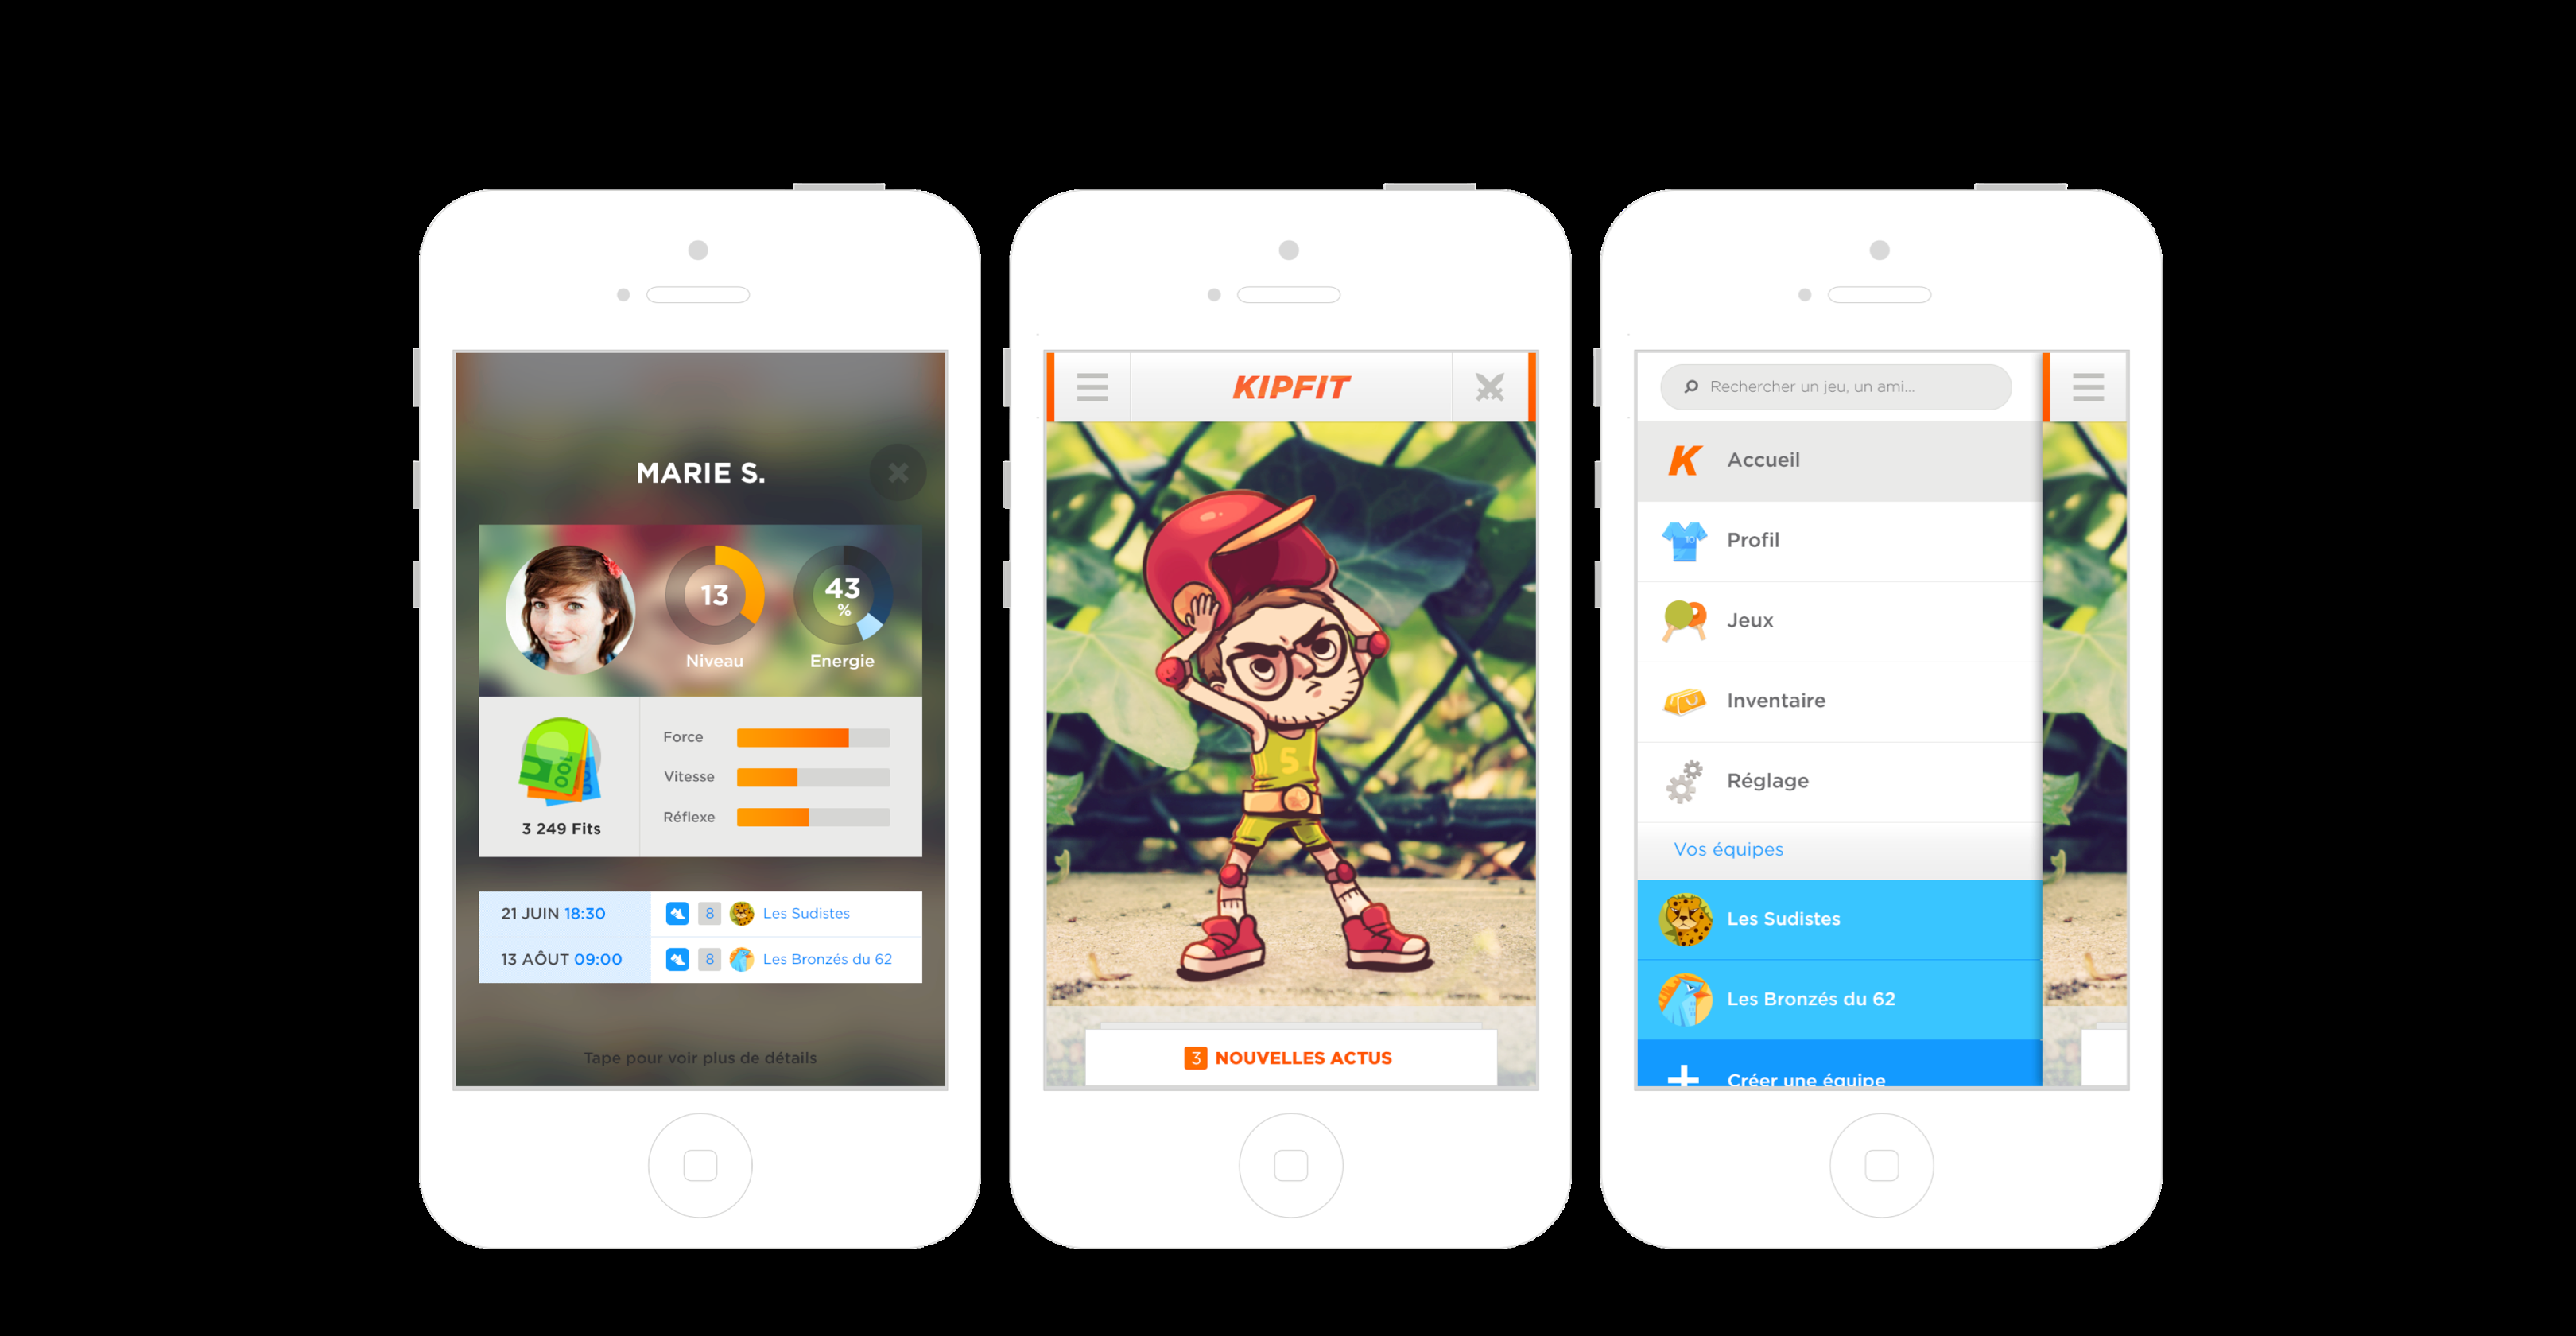 MARIE S.
13
Niveau
43
%
Energie
100
3 249 Fits
Force
Vitesse
Réflexe
21 JUIN 18:30
8
Les Sudistes
13 AÔUT 09:00
8
Les Bronzés du 62
Tape pour voir plus de détails
KIPFIT
5
3 NOUVELLES ACTUS
Rechercher un jeu, un ami...
K Accueil
10
Profil
Jeux
Inventaire
Réglage
Vos équipes
Les Sudistes
Les Bronzés du 62
Créer une équipe